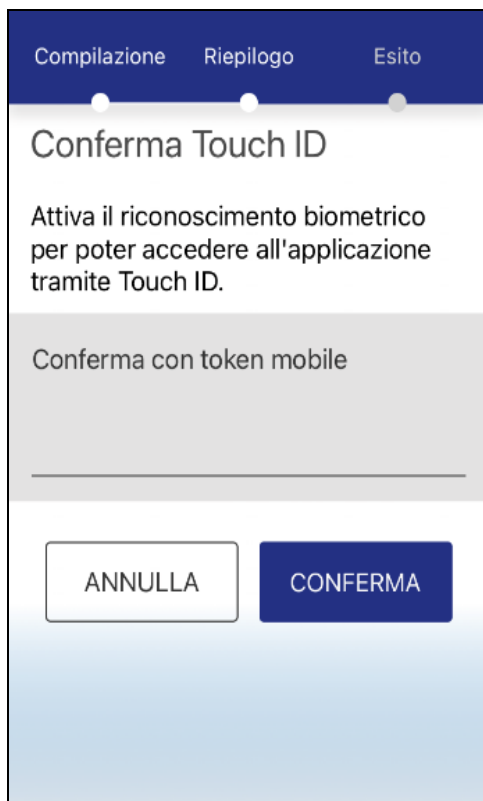 Compilazione Riepilogo Esito
Conferma Touch ID
Attiva il riconoscimento biometrico
per poter accedere all'applicazione
tramite Touch ID.
Conferma con token mobile
ANNULLA CONFERMA